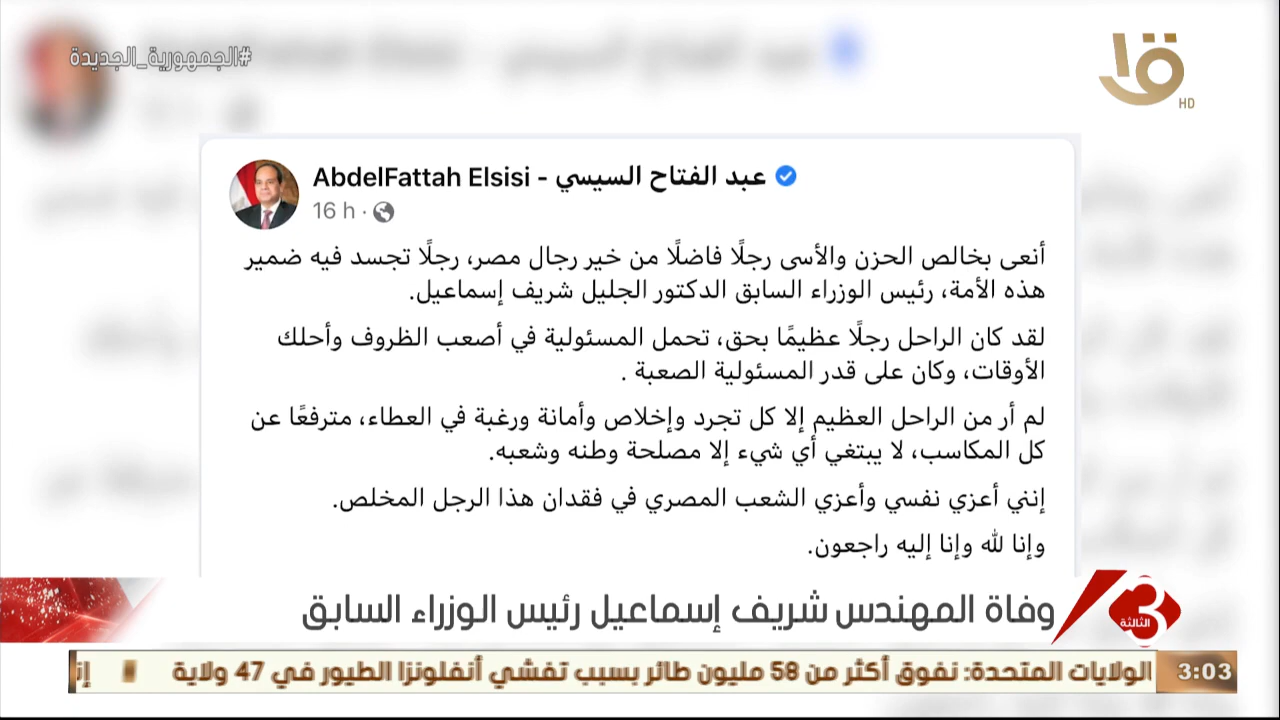 #الجمهورية_الجديدة
HD
AbdelFattah Elsisi - عبد الفتاح السيسي
16 h ·
أنعى بخالص الحزن والأسى رجلًا فاضلًا من خير رجال مصر، رجلًا تجسد فيه ضمير
هذه الأمة، رئيس الوزراء السابق الدكتور الجليل شريف إسماعيل.
لقد كان الراحل رجلًا عظيمًا بحق، تحمل المسئولية في أصعب الظروف وأحلك
الأوقات، وكان على قدر المسئولية الصعبة .
لم أر من الراحل العظيم إلا كل تجرد وإخلاص وأمانة ورغبة في العطاء، مترفعًا عن
كل المكاسب، لا يبتغي أي شيء إلا مصلحة وطنه وشعبه.
إنني أعزي نفسي وأعزي الشعب المصري في فقدان هذا الرجل المخلص.
وإنا لله وإنا إليه راجعون.
3 الثالثة
وفاة المهندس شريف إسماعيل رئيس الوزراء السابق
3:03
الولايات المتحدة: نفوق أكثر من 58 مليون طائر بسبب تفشي أنفلونزا الطيور في 47 ولاية